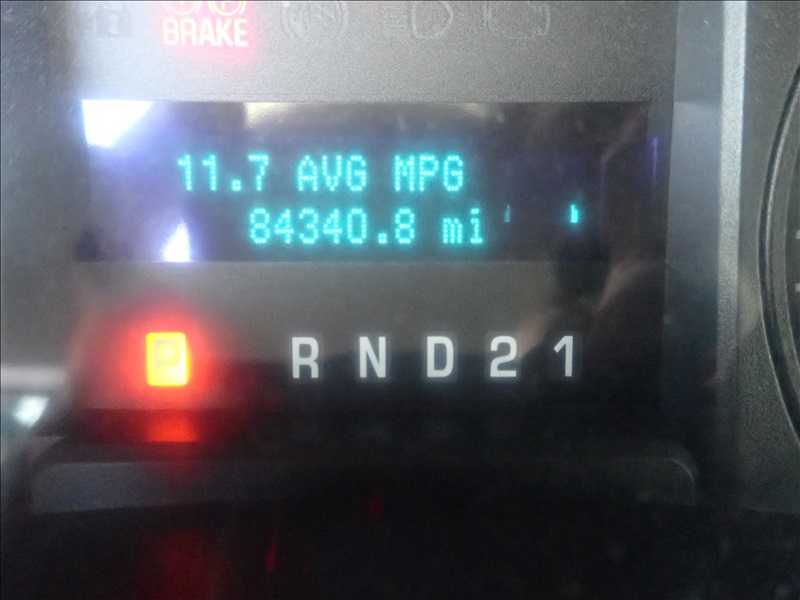 BRAKE
11.7 AVG MPG
84340.8 mi
P R N D 2 1